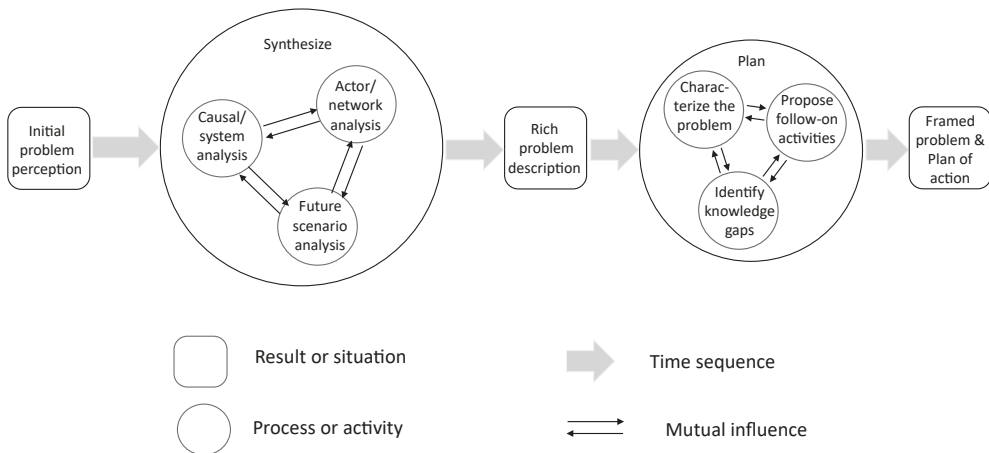 Synthesize
Plan
Initial
problem
perception
Causal/
system
analysis
Actor/
network
analysis
Future
scenario
analysis
Rich
problem
description
Charac-
terize the
problem
Propose
follow-on
activities
Identify
knowledge
gaps
Framed
problem &
Plan of
action
Result or situation
Time sequence
Process or activity
Mutual influence